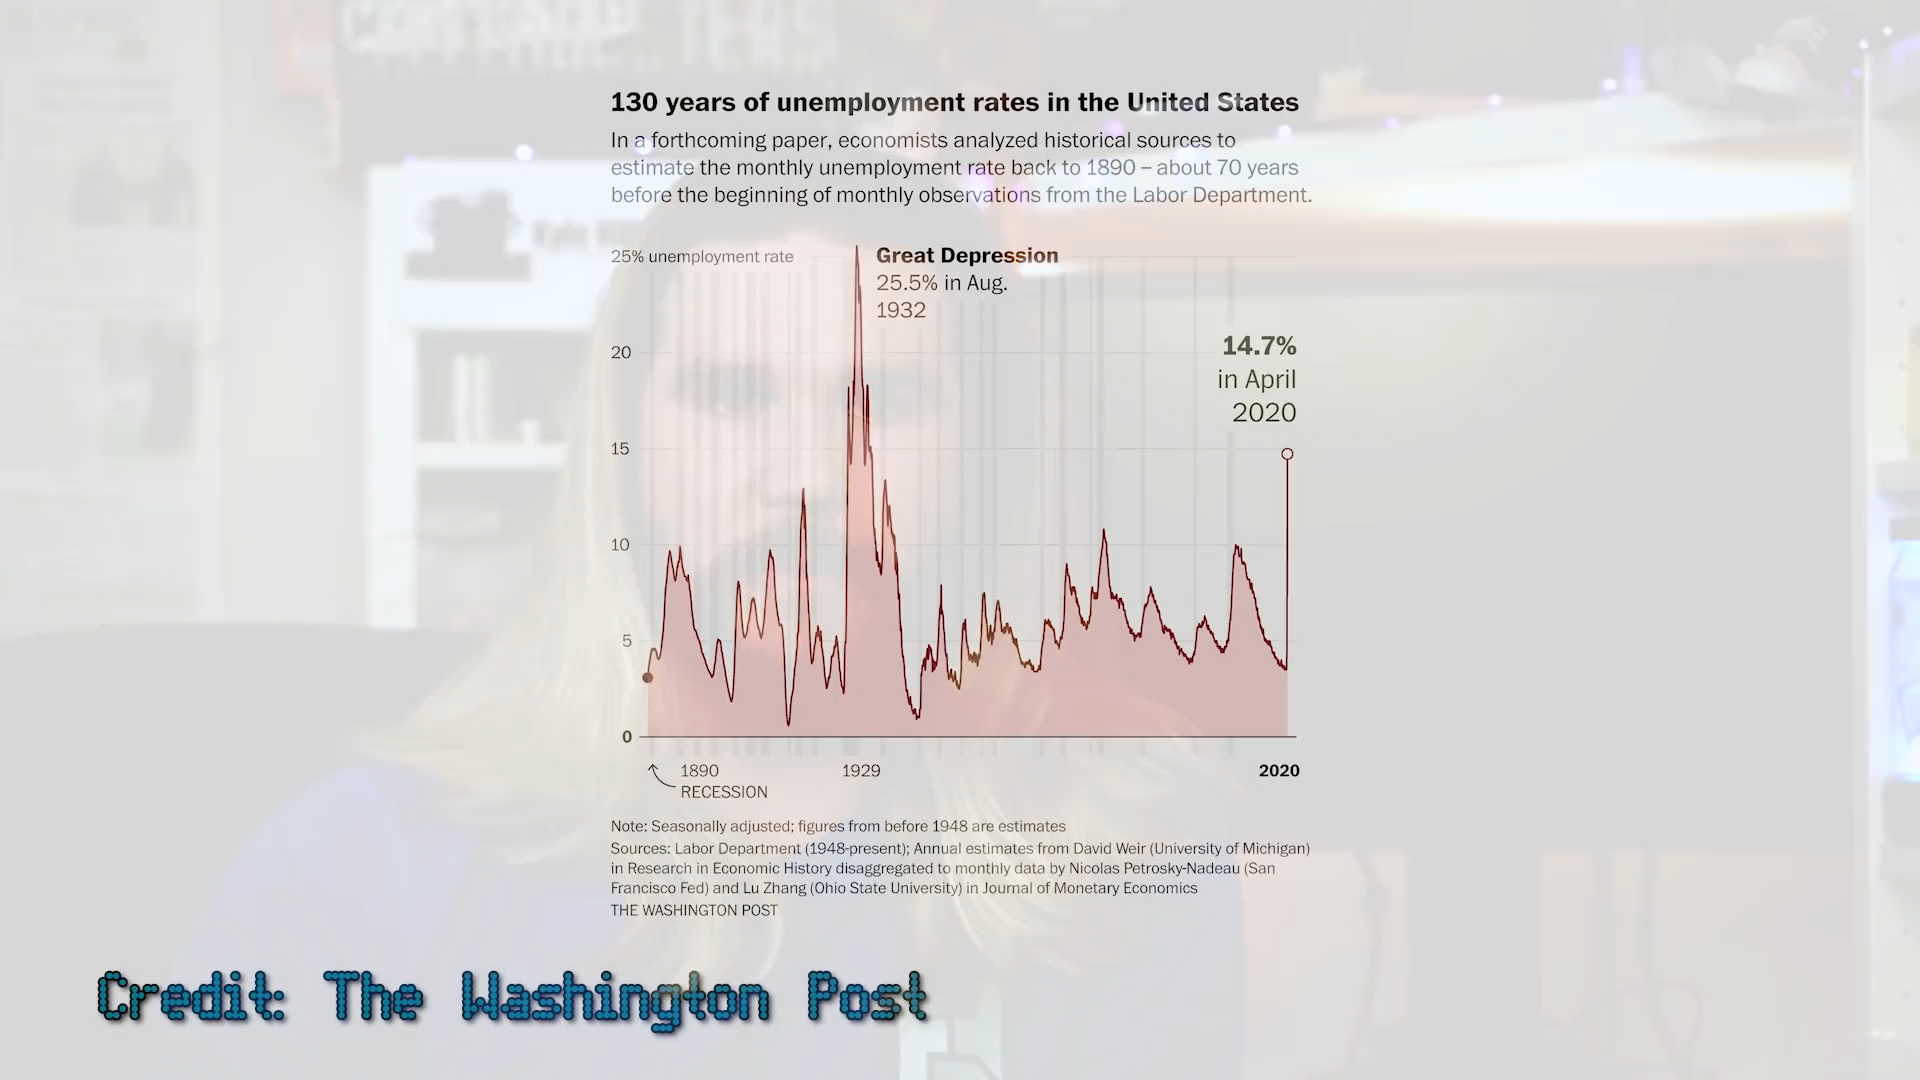 130 years of unemployment rates in the United States
In a forthcoming paper, economists analyzed historical sources to
estimate the monthly unemployment rate back to 1890 – about 70 years
before the beginning of monthly observations from the Labor Department.
25% unemployment rate
Great Depression
25.5% in Aug.
1932
14.7%
in April
2020
20
15
10
5
0
1890
RECESSION
1929
2020
Note: Seasonally adjusted; figures from before 1948 are estimates
Sources: Labor Department (1948-present); Annual estimates from David Weir (University of Michigan)
in Research in Economic History disaggregated to monthly data by Nicolas Petrosky-Nadeau (San
Francisco Fed) and Lu Zhang (Ohio State University) in Journal of Monetary Economics
THE WASHINGTON POST
Credit: The Washington Post